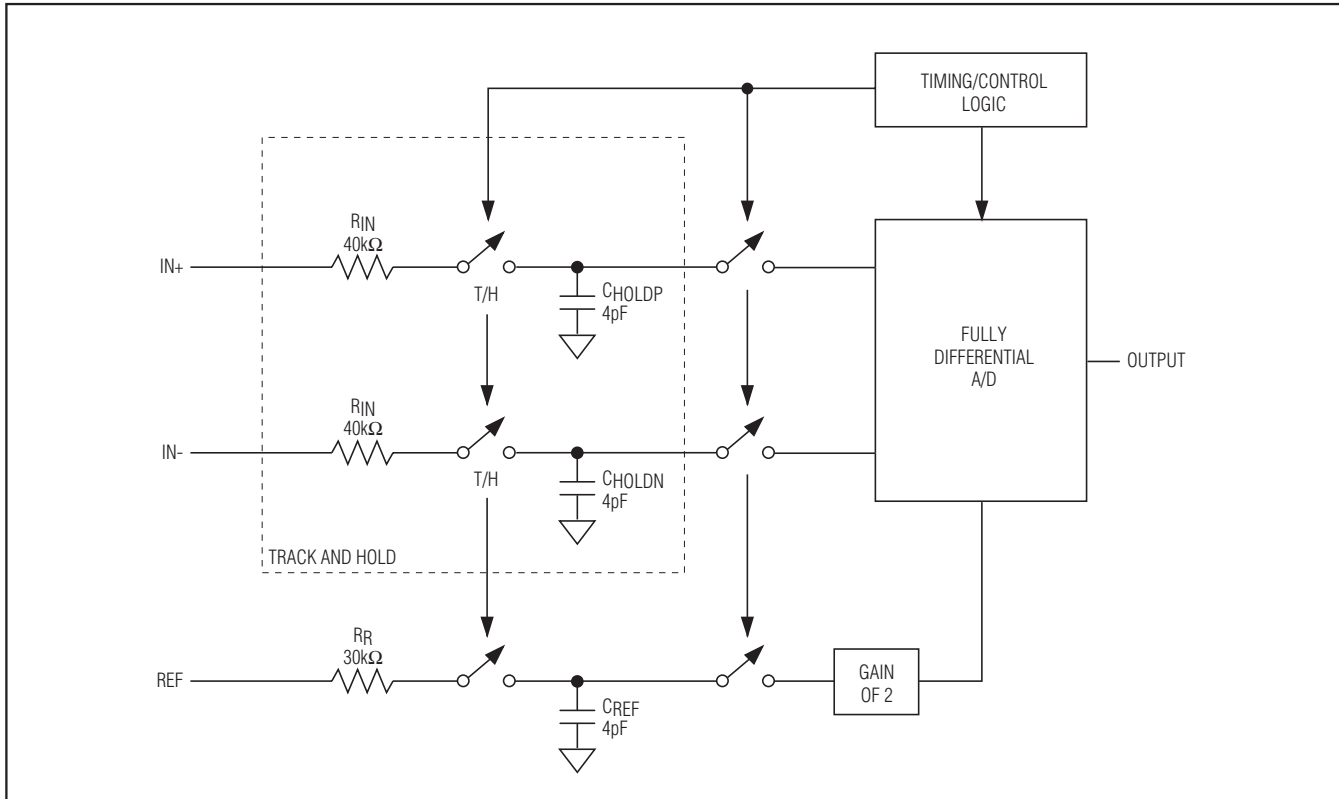 TIMING/CONTROL
LOGIC
RIN
40kΩ
IN+
T/H
CHOLDP
4pF
FULLY
DIFFERENTIAL
A/D
OUTPUT
RIN
40kΩ
IN-
T/H
CHOLDN
4pF
TRACK AND HOLD
RR
30kΩ
REF
CREF
4pF
GAIN
OF 2